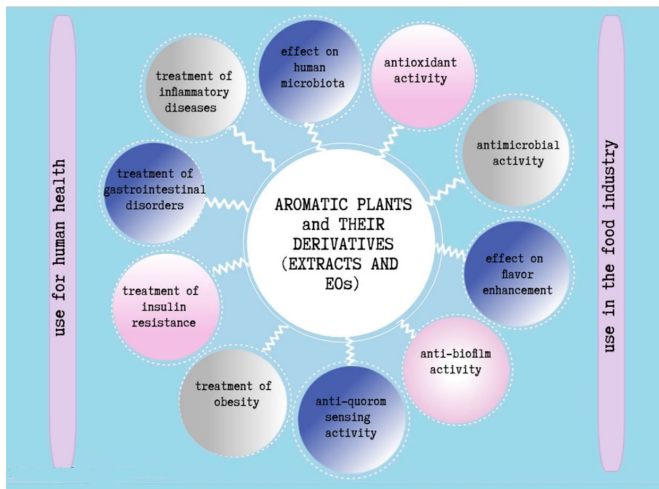 use for human health
treatment of
inflammatory
diseases
effect on
human
microbiota
antioxidant
activity
antimicrobial
activity
effect on
flavor
enhancement
anti-biofilm
activity
anti-quorom
sensing
activity
treatment of
obesity
treatment of
insulin
resistance
treatment of
gastrointestinal
disorders
AROMATIC PLANTS
and THEIR
DERIVATIVES
(EXTRACTS AND
EOs)
use in the food industry